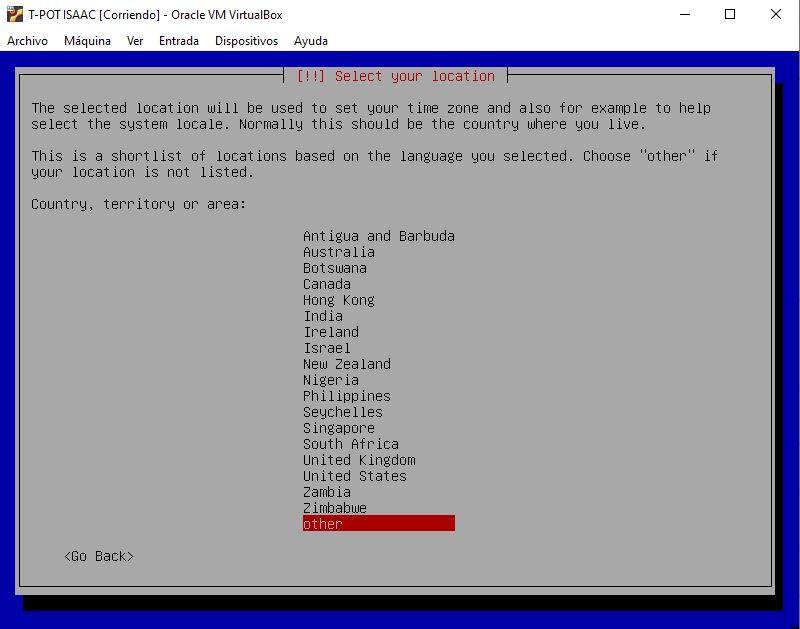 T-POT ISAAC [Corriendo] - Oracle VM VirtualBox
Archivo Máquina Ver Entrada Dispositivos Ayuda
[!!] Select your location
The selected location will be used to set your time zone and also for example to help
select the system locale. Normally this should be the country where you live.
This is a shortlist of locations based on the language you selected. Choose "other" if
your location is not listed.
Country, territory or area:
Antigua and Barbuda
Australia
Botswana
Canada
Hong Kong
India
Ireland
Israel
New Zealand
Nigeria
Philippines
Seychelles
Singapore
South Africa
United Kingdom
United States
Zambia
Zimbabwe
other
<Go Back>